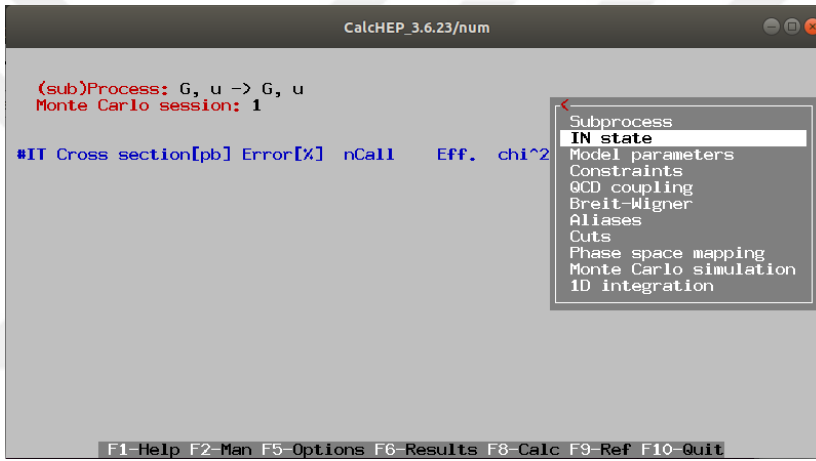 CalcHEP_3.6.23/num
(sub)Process: G, u -> G, u
Monte Carlo session: 1
#IT Cross section[pb] Error[%] nCall Eff. chi^2
<
Subprocess
IN state
Model parameters
Constraints
QCD coupling
Breit-Wigner
Aliases
Cuts
Phase space mapping
Monte Carlo simulation
1D integration
F1-Help F2-Man F5-Options F6-Results F8-Calc F9-Ref F10-Quit